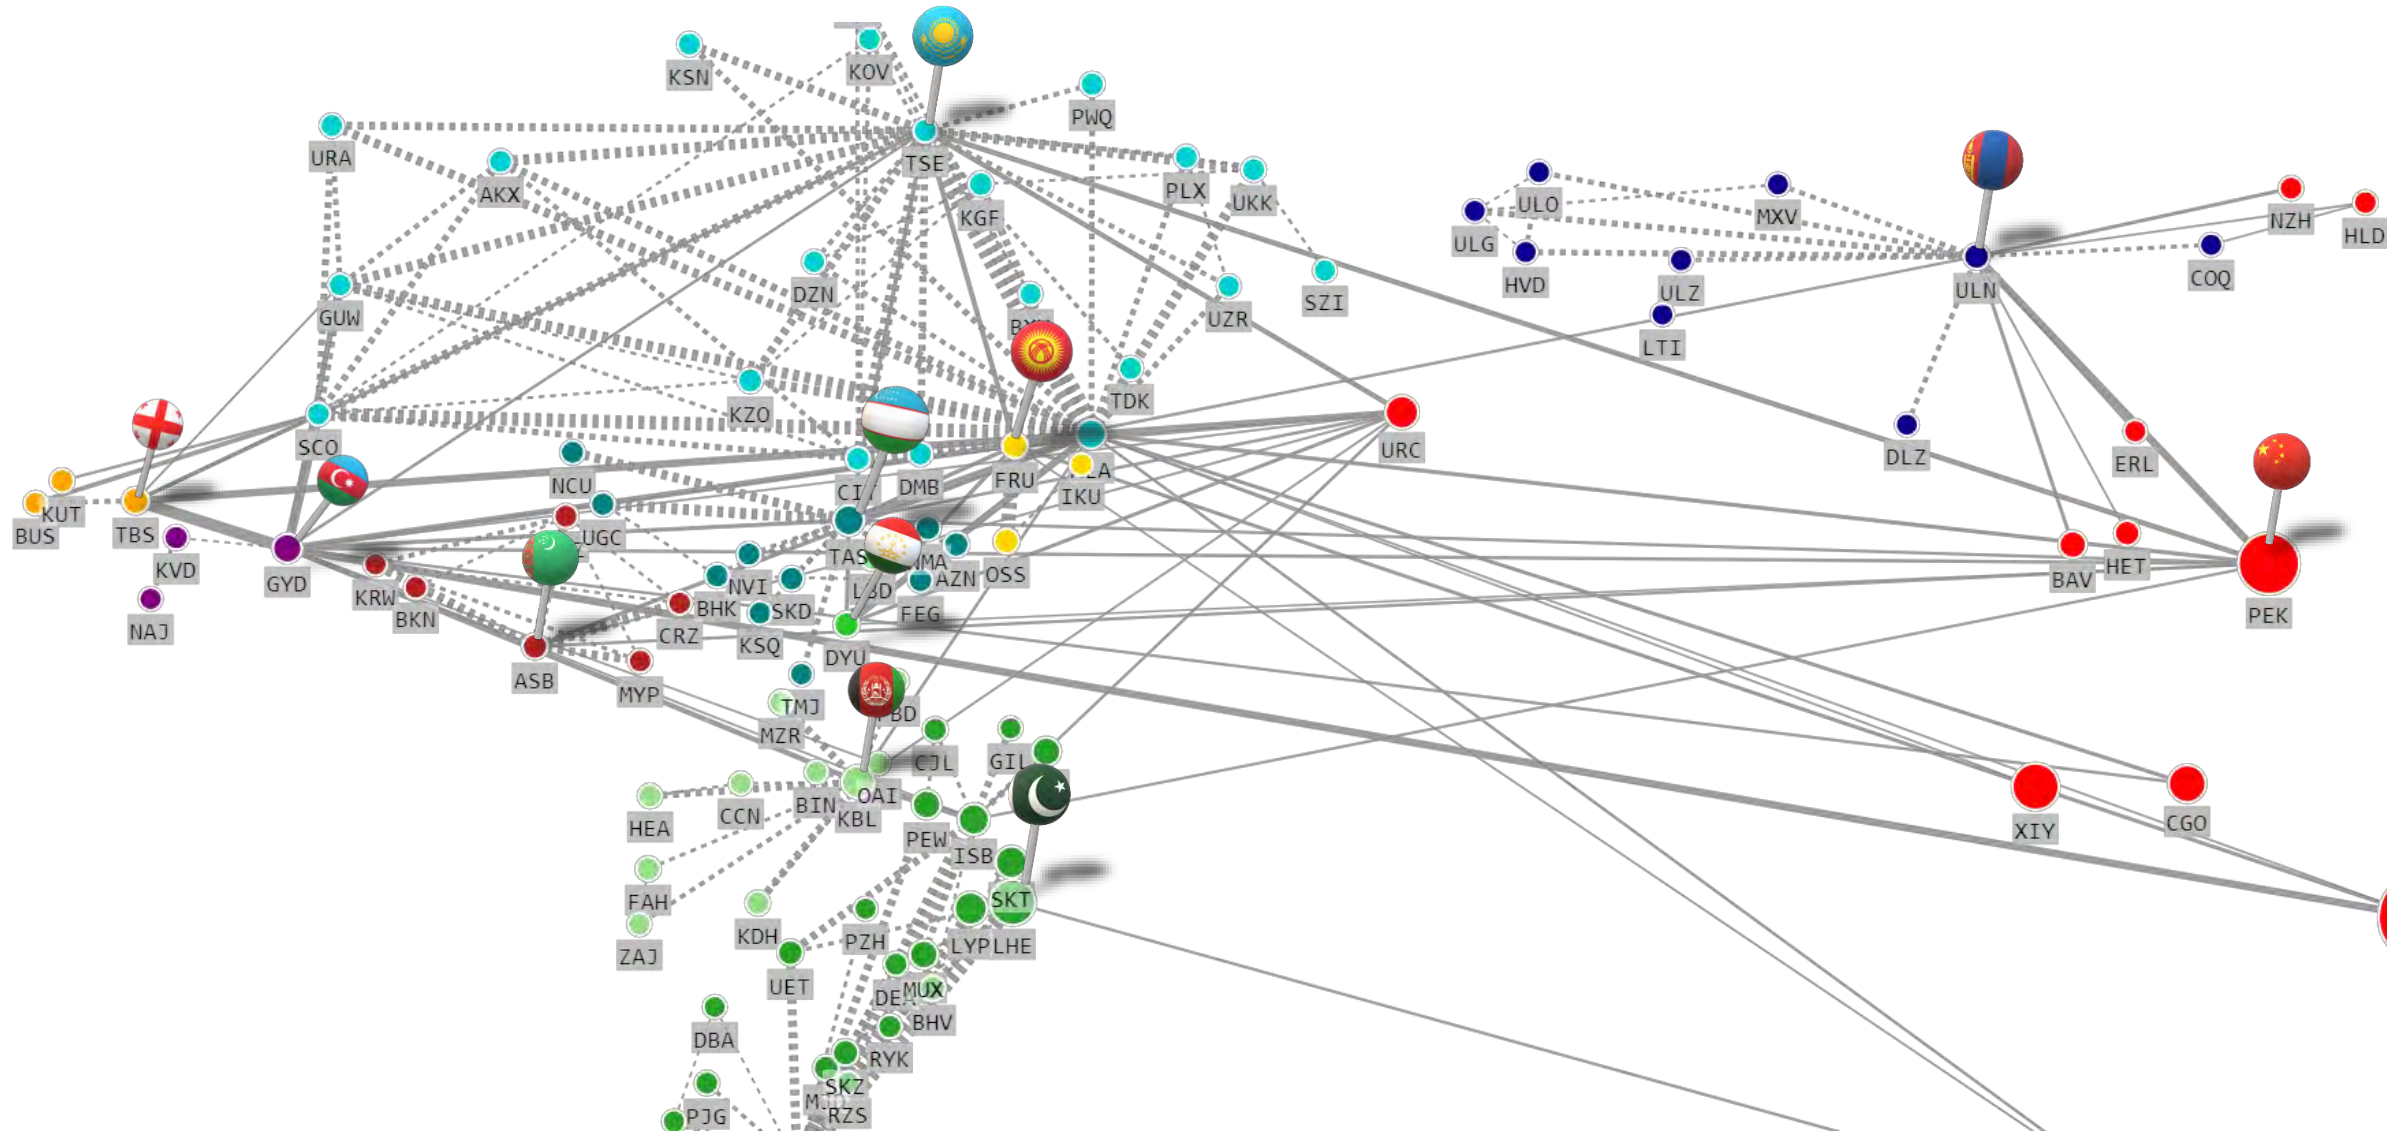 KSN
KOV
PWQ
URA
TSE
AKX
PLX
UKK
KGF
ULO
MXV
NZH
HLD
ULG
HVD
ULZ
ULN
COQ
DZN
SZI
GUW
UZR
LTI
TDK
KZO
SCO
URC
DLZ
ERL
NCU
DMB
FRU
IKU
BUS
KUT
TBS
UGC
TAS
KVD
GYD
NVI
AZN
OSS
BAV
HET
KRW
BHK
SKD
FEG
PEK
BKN
CRZ
KSQ
NAJ
DYU
ASB
MYP
TMJ
MZR
CJL
GIL
HEA
CCN
BIN
OAI
KBL
PEW
ISB
XIY
CGO
FAH
SKT
KDH
PZH
LYP
LHE
ZAJ
UET
MUX
BHV
DBA
RYK
SKZ
PJG
RZS